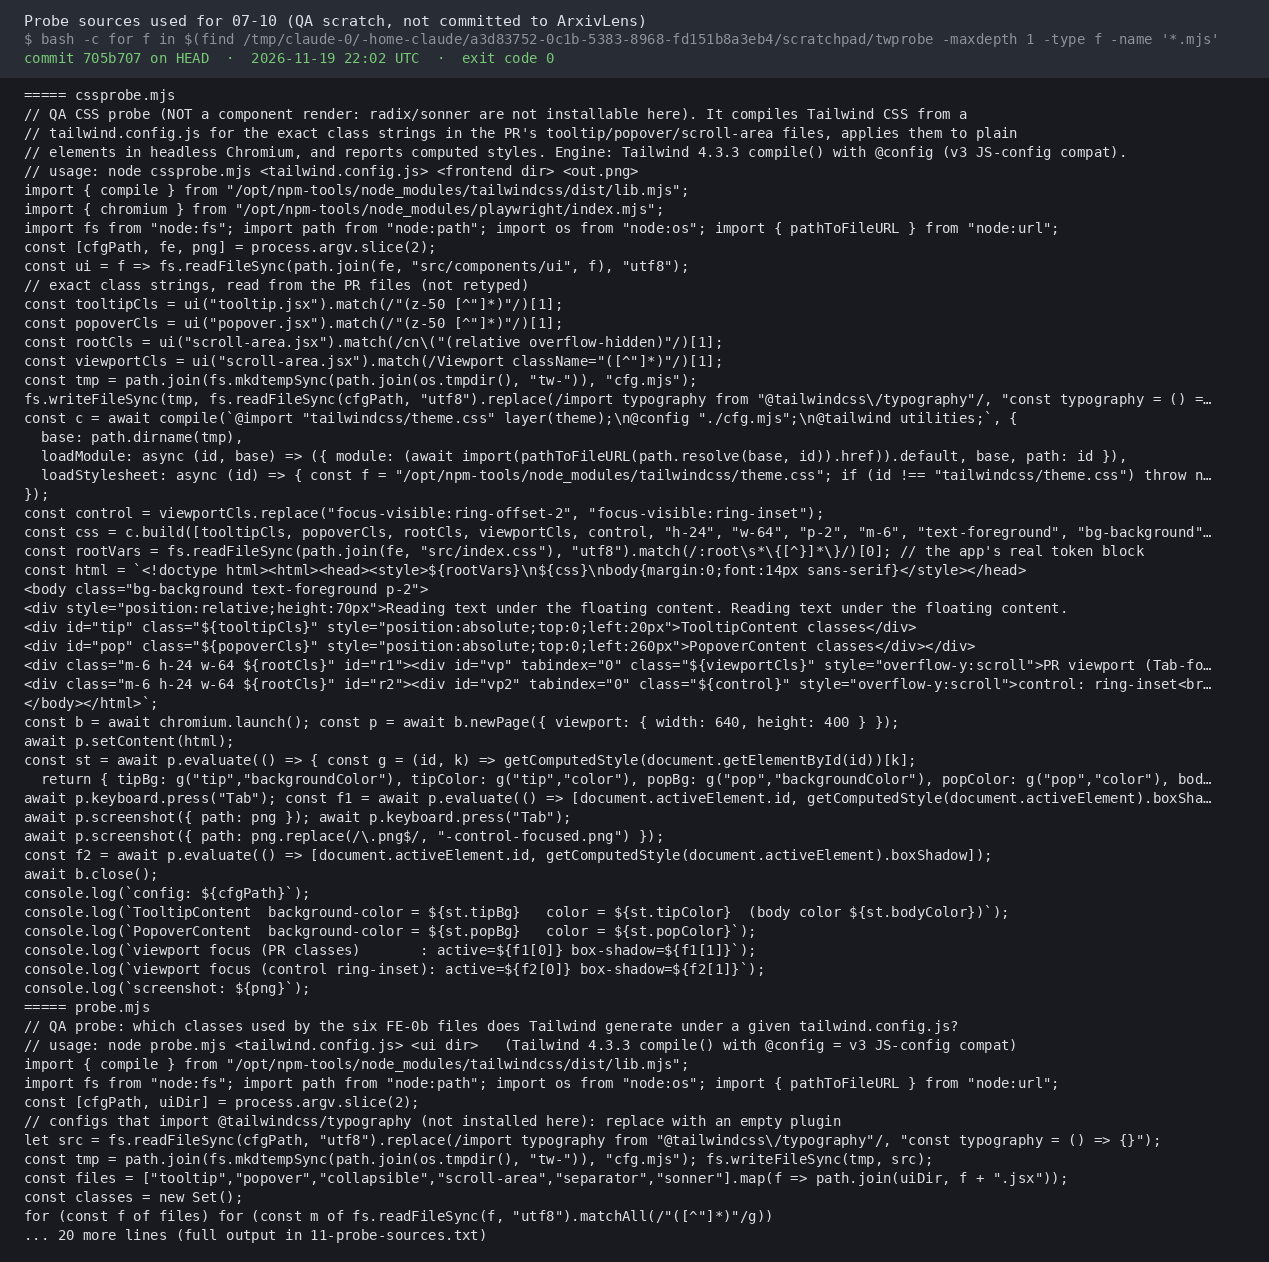 Probe sources used for 07-10 (QA scratch, not committed to ArxivLens)
$ bash -c for f in $(find /tmp/claude-0/-home-claude/a3d83752-0c1b-5383-8968-fd151b8a3eb4/scratchpad/twprobe -maxdepth 1 -type f -name '*.mjs'
commit 705b707 on HEAD  ·  2026-11-19 22:02 UTC  ·  exit code 0
===== cssprobe.mjs
// QA CSS probe (NOT a component render: radix/sonner are not installable here). It compiles Tailwind CSS from a
// tailwind.config.js for the exact class strings in the PR's tooltip/popover/scroll-area files, applies them to plain
// elements in headless Chromium, and reports computed styles. Engine: Tailwind 4.3.3 compile() with @config (v3 JS-config compat).
// usage: node cssprobe.mjs <tailwind.config.js> <frontend dir> <out.png>
import { compile } from "/opt/npm-tools/node_modules/tailwindcss/dist/lib.mjs";
import { chromium } from "/opt/npm-tools/node_modules/playwright/index.mjs";
import fs from "node:fs"; import path from "node:path"; import os from "node:os"; import { pathToFileURL } from "node:url";
const [cfgPath, fe, png] = process.argv.slice(2);
const ui = f => fs.readFileSync(path.join(fe, "src/components/ui", f), "utf8");
// exact class strings, read from the PR files (not retyped)
const tooltipCls = ui("tooltip.jsx").match(/"(z-50 [^"]*)"/)[1];
const popoverCls = ui("popover.jsx").match(/"(z-50 [^"]*)"/)[1];
const rootCls = ui("scroll-area.jsx").match(/cn\("(relative overflow-hidden)"/)[1];
const viewportCls = ui("scroll-area.jsx").match(/Viewport className="([^"]*)"/)[1];
const tmp = path.join(fs.mkdtempSync(path.join(os.tmpdir(), "tw-")), "cfg.mjs");
fs.writeFileSync(tmp, fs.readFileSync(cfgPath, "utf8").replace(/import typography from "@tailwindcss\/typography"/, "const typography = () =…
const c = await compile(`@import "tailwindcss/theme.css" layer(theme);\n@config "./cfg.mjs";\n@tailwind utilities;`, {
  base: path.dirname(tmp),
  loadModule: async (id, base) => ({ module: (await import(pathToFileURL(path.resolve(base, id)).href)).default, base, path: id }),
  loadStylesheet: async (id) => { const f = "/opt/npm-tools/node_modules/tailwindcss/theme.css"; if (id !== "tailwindcss/theme.css") throw n…
});
const control = viewportCls.replace("focus-visible:ring-offset-2", "focus-visible:ring-inset");
const css = c.build([tooltipCls, popoverCls, rootCls, viewportCls, control, "h-24", "w-64", "p-2", "m-6", "text-foreground", "bg-background"…
const rootVars = fs.readFileSync(path.join(fe, "src/index.css"), "utf8").match(/:root\s*\{[^}]*\}/)[0]; // the app's real token block
const html = `<!doctype html><html><head><style>${rootVars}\n${css}\nbody{margin:0;font:14px sans-serif}</style></head>
<body class="bg-background text-foreground p-2">
<div style="position:relative;height:70px">Reading text under the floating content. Reading text under the floating content.
<div id="tip" class="${tooltipCls}" style="position:absolute;top:0;left:20px">TooltipContent classes</div>
<div id="pop" class="${popoverCls}" style="position:absolute;top:0;left:260px">PopoverContent classes</div></div>
<div class="m-6 h-24 w-64 ${rootCls}" id="r1"><div id="vp" tabindex="0" class="${viewportCls}" style="overflow-y:scroll">PR viewport (Tab-fo…
<div class="m-6 h-24 w-64 ${rootCls}" id="r2"><div id="vp2" tabindex="0" class="${control}" style="overflow-y:scroll">control: ring-inset<br…
</body></html>`;
const b = await chromium.launch(); const p = await b.newPage({ viewport: { width: 640, height: 400 } });
await p.setContent(html);
const st = await p.evaluate(() => { const g = (id, k) => getComputedStyle(document.getElementById(id))[k];
  return { tipBg: g("tip","backgroundColor"), tipColor: g("tip","color"), popBg: g("pop","backgroundColor"), popColor: g("pop","color"), bod…
await p.keyboard.press("Tab"); const f1 = await p.evaluate(() => [document.activeElement.id, getComputedStyle(document.activeElement).boxSha…
await p.screenshot({ path: png }); await p.keyboard.press("Tab");
await p.screenshot({ path: png.replace(/\.png$/, "-control-focused.png") });
const f2 = await p.evaluate(() => [document.activeElement.id, getComputedStyle(document.activeElement).boxShadow]);
await b.close();
console.log(`config: ${cfgPath}`);
console.log(`TooltipContent  background-color = ${st.tipBg}   color = ${st.tipColor}  (body color ${st.bodyColor})`);
console.log(`PopoverContent  background-color = ${st.popBg}   color = ${st.popColor}`);
console.log(`viewport focus (PR classes)       : active=${f1[0]} box-shadow=${f1[1]}`);
console.log(`viewport focus (control ring-inset): active=${f2[0]} box-shadow=${f2[1]}`);
console.log(`screenshot: ${png}`);
===== probe.mjs
// QA probe: which classes used by the six FE-0b files does Tailwind generate under a given tailwind.config.js?
// usage: node probe.mjs <tailwind.config.js> <ui dir>   (Tailwind 4.3.3 compile() with @config = v3 JS-config compat)
import { compile } from "/opt/npm-tools/node_modules/tailwindcss/dist/lib.mjs";
import fs from "node:fs"; import path from "node:path"; import os from "node:os"; import { pathToFileURL } from "node:url";
const [cfgPath, uiDir] = process.argv.slice(2);
// configs that import @tailwindcss/typography (not installed here): replace with an empty plugin
let src = fs.readFileSync(cfgPath, "utf8").replace(/import typography from "@tailwindcss\/typography"/, "const typography = () => {}");
const tmp = path.join(fs.mkdtempSync(path.join(os.tmpdir(), "tw-")), "cfg.mjs"); fs.writeFileSync(tmp, src);
const files = ["tooltip","popover","collapsible","scroll-area","separator","sonner"].map(f => path.join(uiDir, f + ".jsx"));
const classes = new Set();
for (const f of files) for (const m of fs.readFileSync(f, "utf8").matchAll(/"([^"]*)"/g))
... 20 more lines (full output in 11-probe-sources.txt)